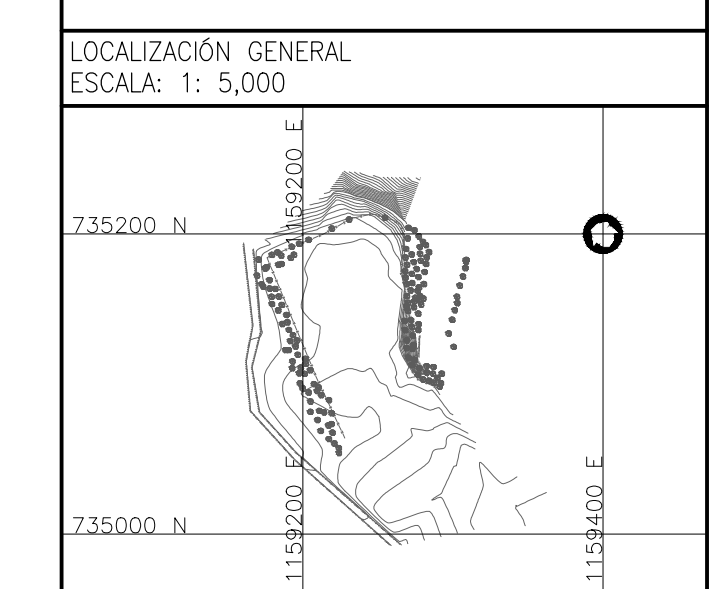 LOCALIZACIÓN GENERAL
ESCALA: 1: 5,000
1159200 E
735200 N
1159200 E
1159400 E
735000 N